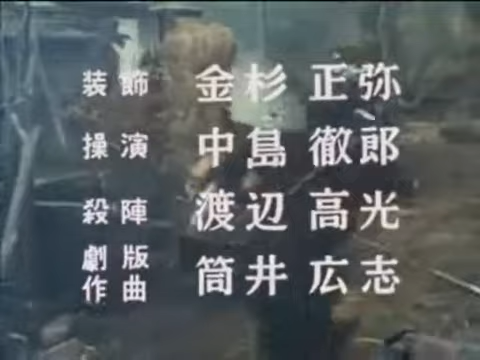 装飾 金杉 正弥
操演 中島 徹郎
殺陣 渡辺 高光
劇版作曲 筒井 広志